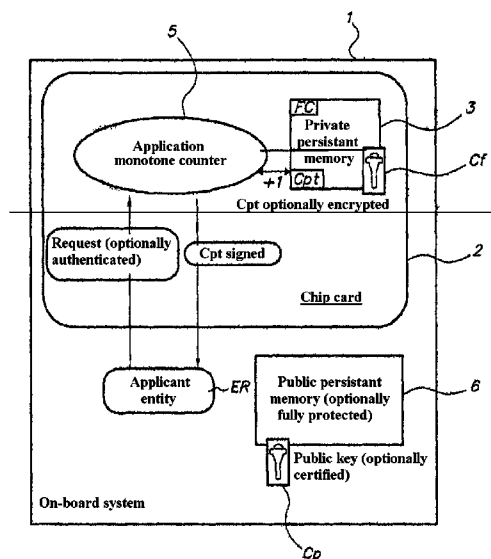 5
1
FC
Private
persistant
memory
3
Application
monotone counter
+1
Cpt
Cf
Cpt optionally encrypted
Request (optionally
authenticated)
Cpt signed
2
Chip card
Applicant
entity
ER
Public persistant
memory (optionally
fully protected)
6
Public key (optionally
certified)
On-board system
Cp